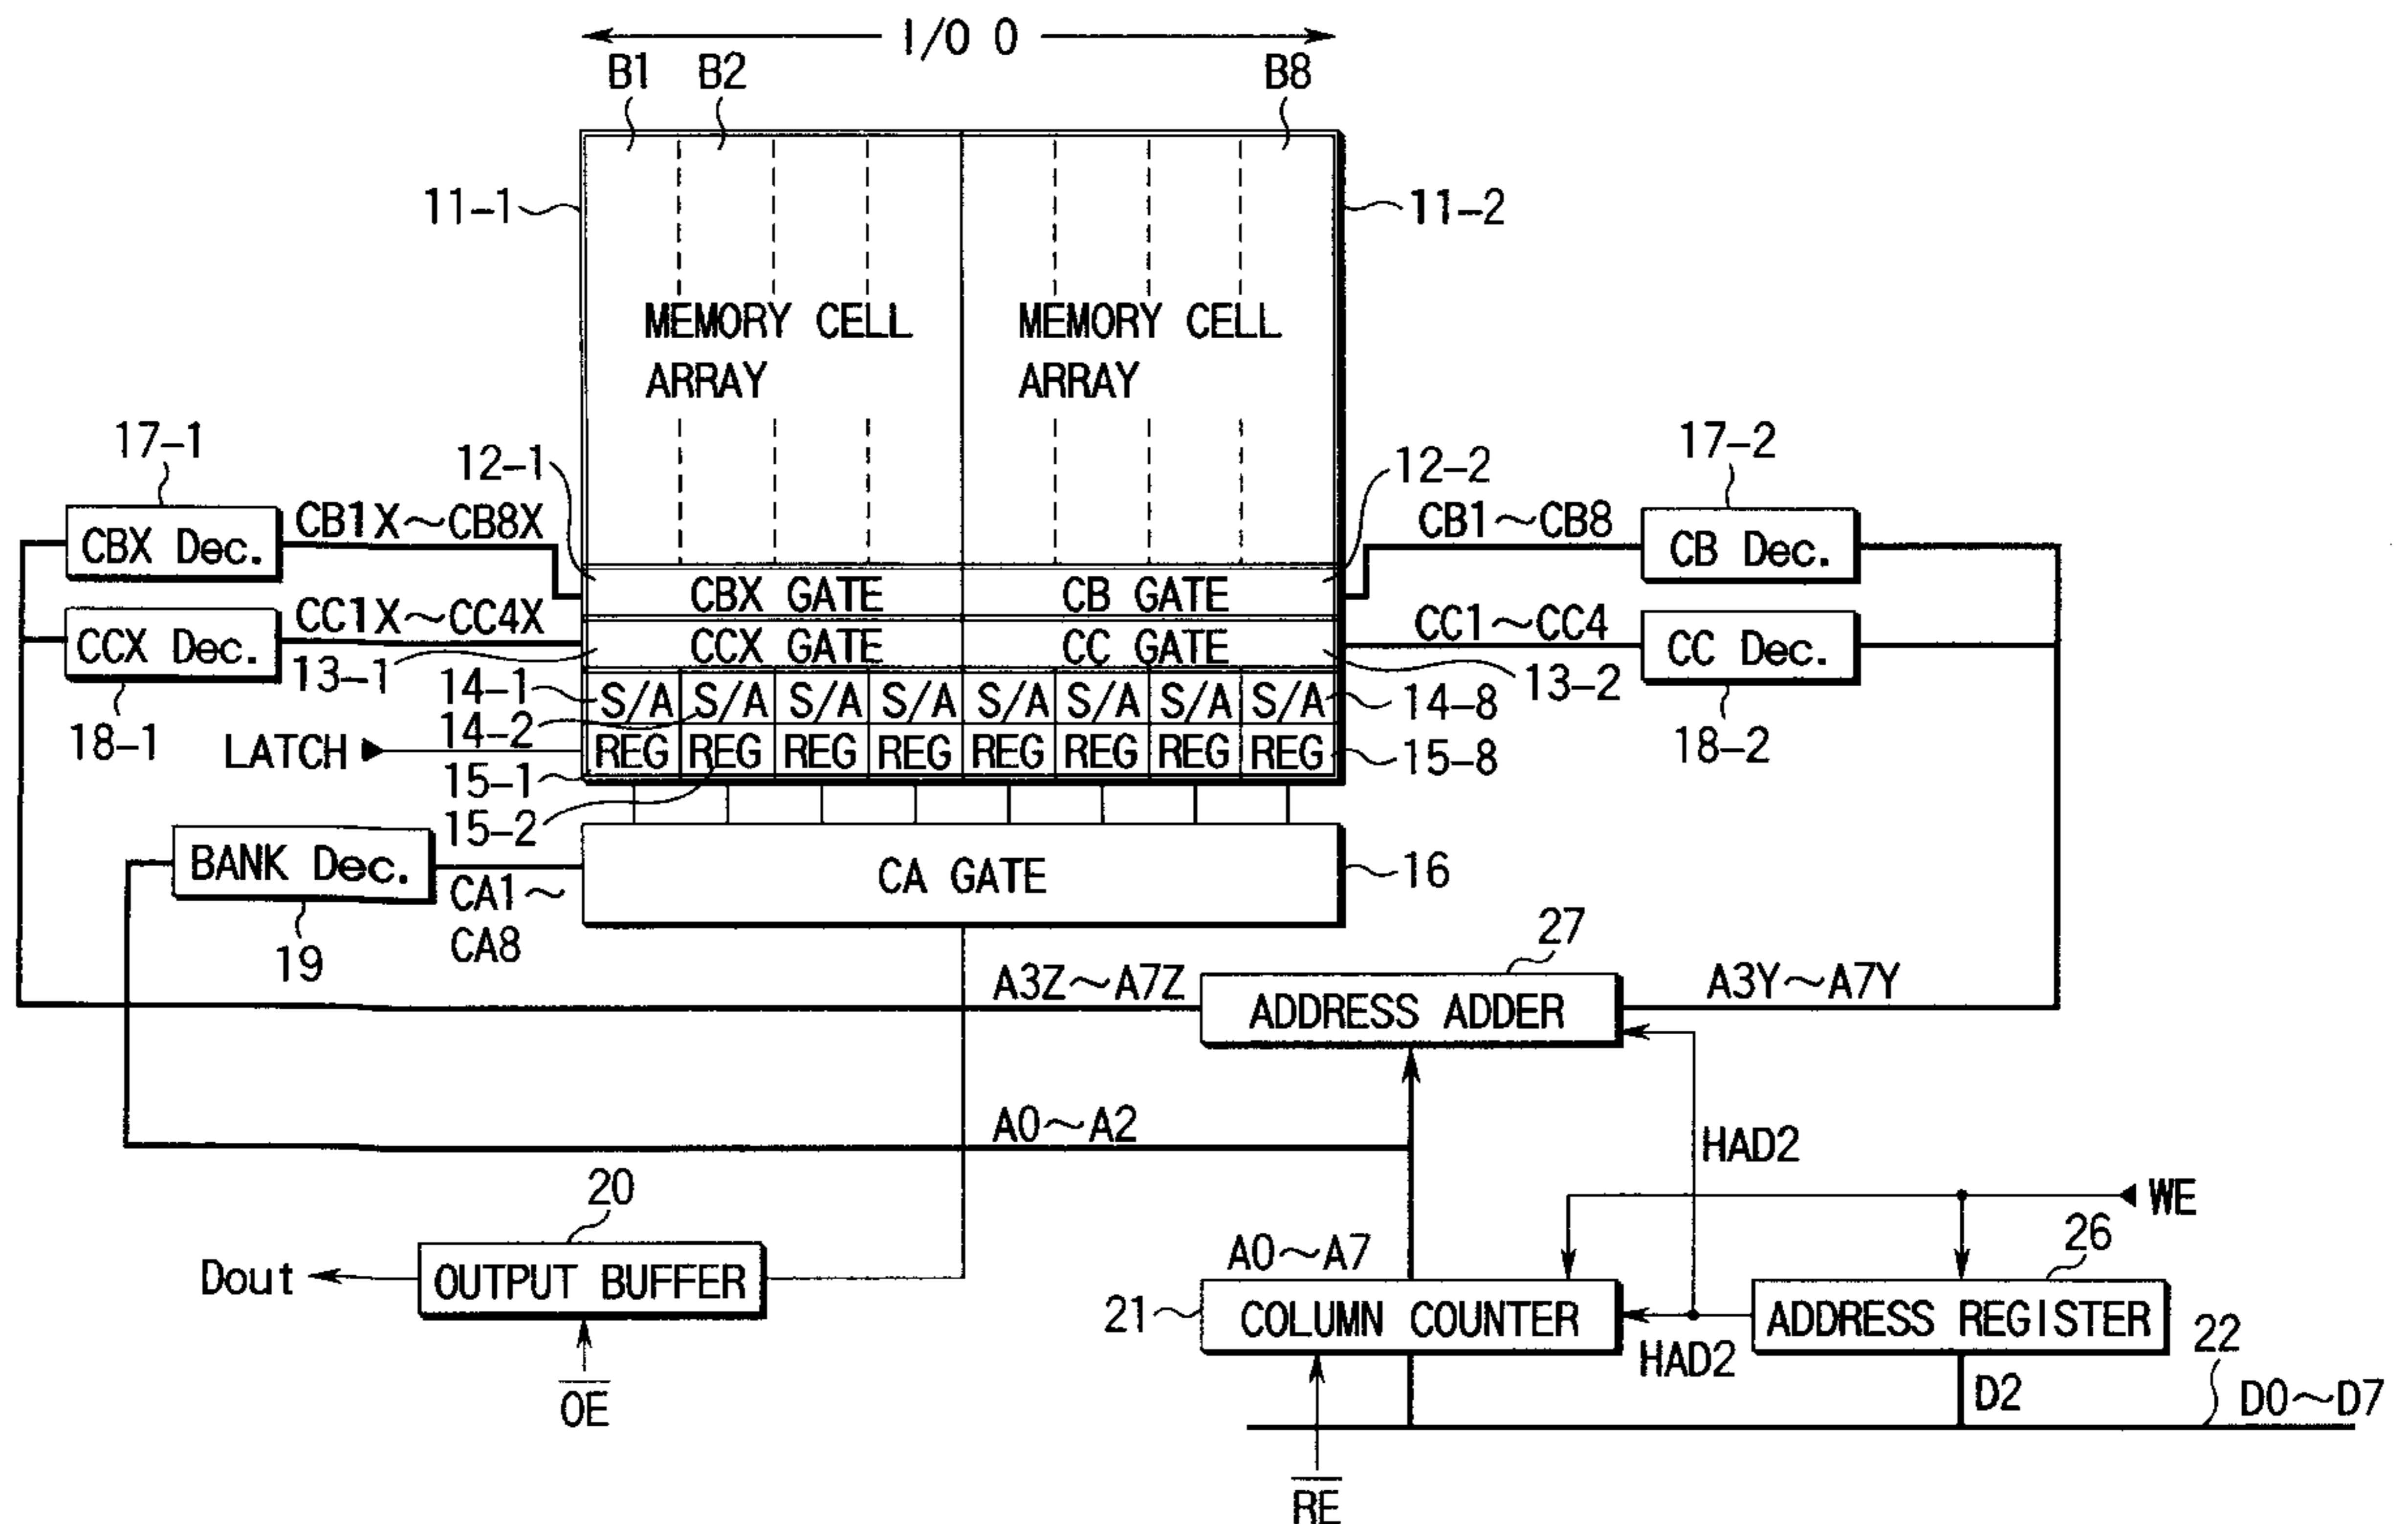 I/O 0
B1
B2
B8
11-1
11-2
MEMORY CELL
ARRAY
MEMORY CELL
ARRAY
17-1
12-1
12-2
17-2
CBX Dec.
CB1X～CB8X
CBX GATE
CB GATE
CB1～CB8
CB Dec.
CCX Dec.
CC1X～CC4X
CCX GATE
CC GATE
CC1～CC4
CC Dec.
13-1
13-2
18-1
18-2
14-1
S/A S/A S/A S/A S/A S/A S/A S/A
14-8
14-2
LATCH
REG REG REG REG REG REG REG REG
15-8
15-1
15-2
BANK Dec.
CA1～
CA8
CA GATE
16
19
27
A3Z～A7Z
ADDRESS ADDER
A3Y～A7Y
A0～A2
HAD2
20
WE
26
Dout
OUTPUT BUFFER
A0～A7
21
COLUMN COUNTER
HAD2
ADDRESS REGISTER
22
O̅E̅
D2
D0～D7
R̅E̅